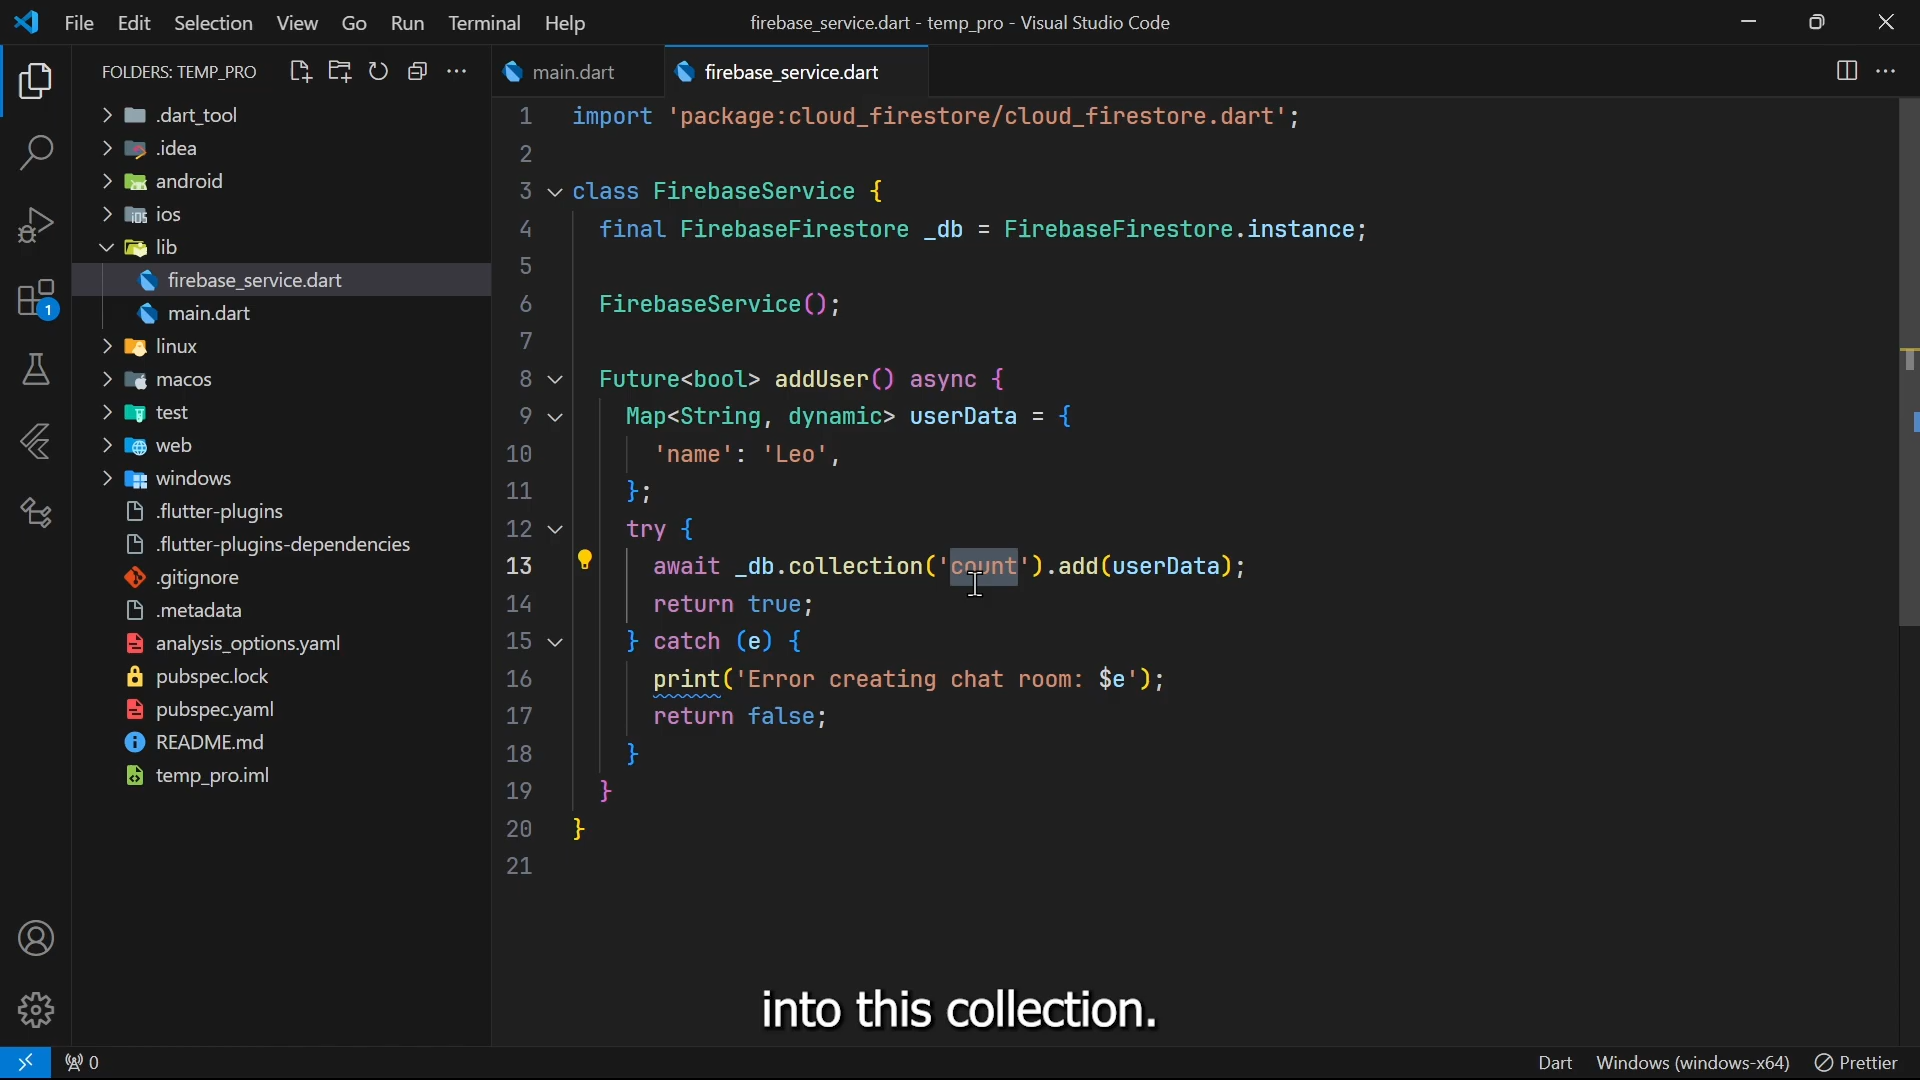 File Edit Selection View Go Run Terminal Help
firebase_service.dart - temp_pro - Visual Studio Code
FOLDERS: TEMP_PRO
.dart_tool
.idea
android
ios
lib
firebase_service.dart
main.dart
linux
macos
test
web
windows
.flutter-plugins
.flutter-plugins-dependencies
.gitignore
.metadata
analysis_options.yaml
pubspec.lock
pubspec.yaml
README.md
temp_pro.iml
1
main.dart firebase_service.dart
1 import 'package:cloud_firestore/cloud_firestore.dart';
2
3 class FirebaseService {
4 final FirebaseFirestore _db = FirebaseFirestore.instance;
5
6 FirebaseService();
7
8 Future<bool> addUser() async {
9 Map<String, dynamic> userData = {
10 'name': 'Leo',
11 };
12 try {
13 await _db.collection('count').add(userData);
14 return true;
15 } catch (e) {
16 print('Error creating chat room: $e');
17 return false;
18 }
19 }
20 }
21
into this collection.
0
Dart Windows (windows-x64) Prettier